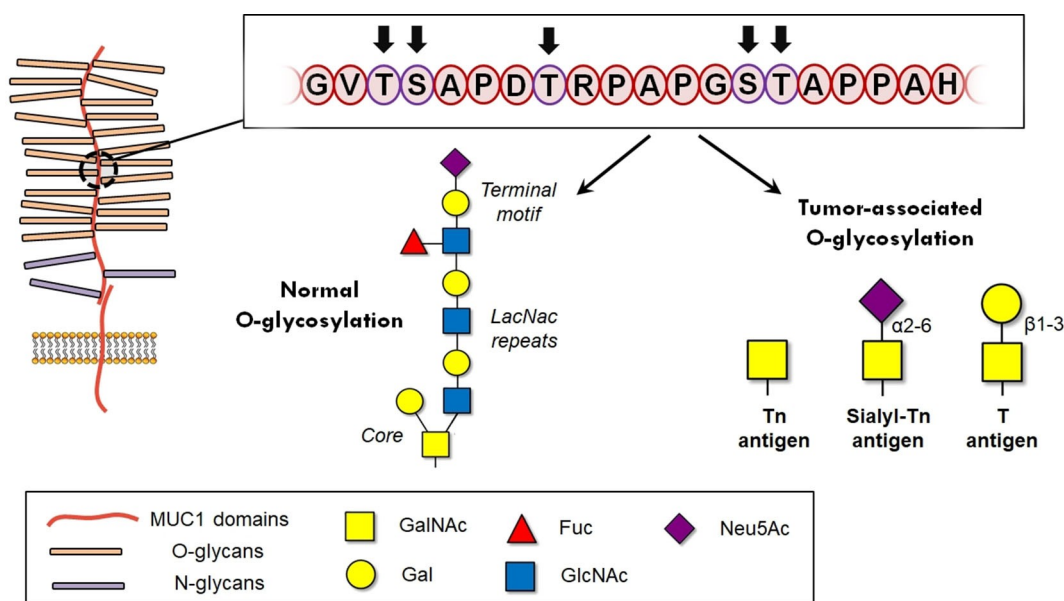 G V T S A P D T R P A P G S T A P P A H
Terminal
motif
Tumor-associated
O-glycosylation
Normal
O-glycosylation
LacNac
repeats
α2-6
β1-3
Core
Tn
antigen
Sialyl-Tn
antigen
T
antigen
MUC1 domains
GalNAc
Fuc
Neu5Ac
O-glycans
Gal
GlcNAc
N-glycans